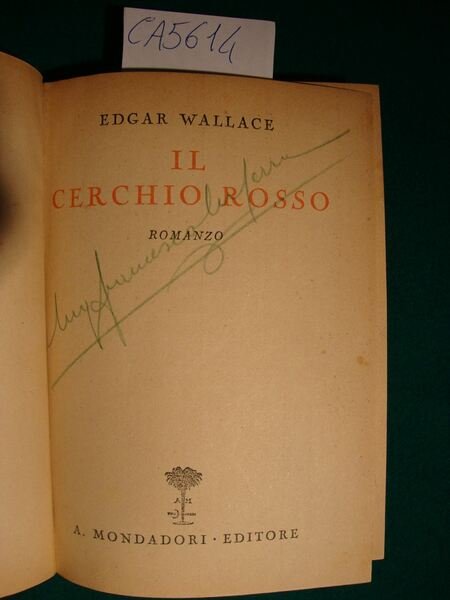 CA5614
EDGAR WALLACE
IL
CERCHIO ROSSO
ROMANZO
A. MONDADORI · EDITORE